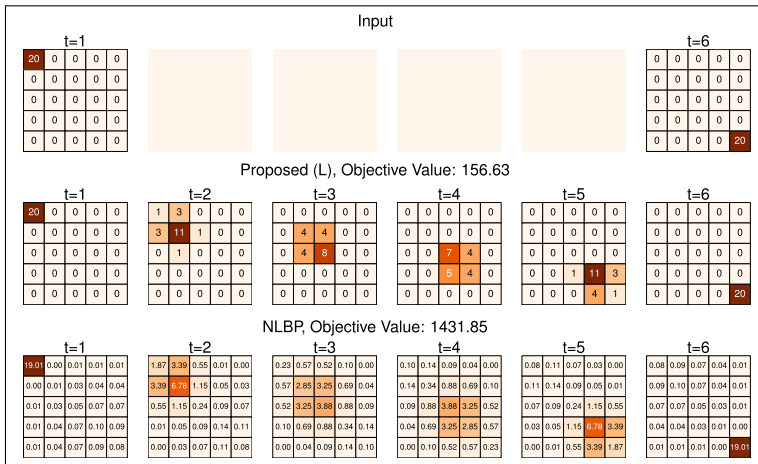 Input
t=1 t=6
20 0 0 0 0 0 0 0 0 0
0 0 0 0 0 0 0 0 0 0
0 0 0 0 0 0 0 0 0 0
0 0 0 0 0 0 0 0 0 0
0 0 0 0 0 0 0 0 0 20
Proposed (L), Objective Value: 156.63
t=1 t=2 t=3 t=4 t=5 t=6
20 0 0 0 0 1 3 0 0 0 0 0 0 0 0 0 0 0 0 0 0 0 0 0 0 0 0 0 0 0
0 0 0 0 0 3 11 1 0 0 0 4 4 0 0 0 0 0 0 0 0 0 0 0 0 0 0 0 0 0
0 0 0 0 0 0 1 0 0 0 0 4 8 0 0 0 0 7 4 0 0 0 0 0 0 0 0 0 0 0
0 0 0 0 0 0 0 0 0 0 0 0 0 0 0 0 0 5 4 0 0 0 1 11 3 0 0 0 0 0
0 0 0 0 0 0 0 0 0 0 0 0 0 0 0 0 0 0 0 0 0 0 0 4 1 0 0 0 0 20
NLBP, Objective Value: 1431.85
t=1 t=2 t=3 t=4 t=5 t=6
19.01 0.00 0.01 0.01 0.01 1.87 3.39 0.55 0.01 0.00 0.23 0.57 0.52 0.10 0.00 0.10 0.14 0.09 0.04 0.00 0.08 0.11 0.07 0.03 0.00 0.08 0.09 0.07 0.04 0.01
0.00 0.01 0.03 0.04 0.04 3.39 6.78 1.15 0.05 0.03 0.57 2.85 3.25 0.69 0.04 0.14 0.34 0.88 0.69 0.10 0.11 0.14 0.09 0.05 0.01 0.09 0.10 0.07 0.04 0.01
0.01 0.03 0.05 0.07 0.07 0.55 1.15 0.24 0.09 0.07 0.52 3.25 3.88 0.88 0.09 0.09 0.88 3.88 3.25 0.52 0.07 0.09 0.24 1.15 0.55 0.07 0.07 0.05 0.03 0.01
0.01 0.04 0.07 0.10 0.09 0.01 0.05 0.09 0.14 0.11 0.10 0.69 0.88 0.34 0.14 0.04 0.69 3.25 2.85 0.57 0.03 0.05 1.15 6.78 3.39 0.04 0.04 0.03 0.01 0.00
0.01 0.04 0.07 0.09 0.08 0.00 0.03 0.07 0.11 0.08 0.00 0.04 0.09 0.14 0.10 0.00 0.10 0.52 0.57 0.23 0.00 0.01 0.55 3.39 1.87 0.01 0.01 0.01 0.00 19.01